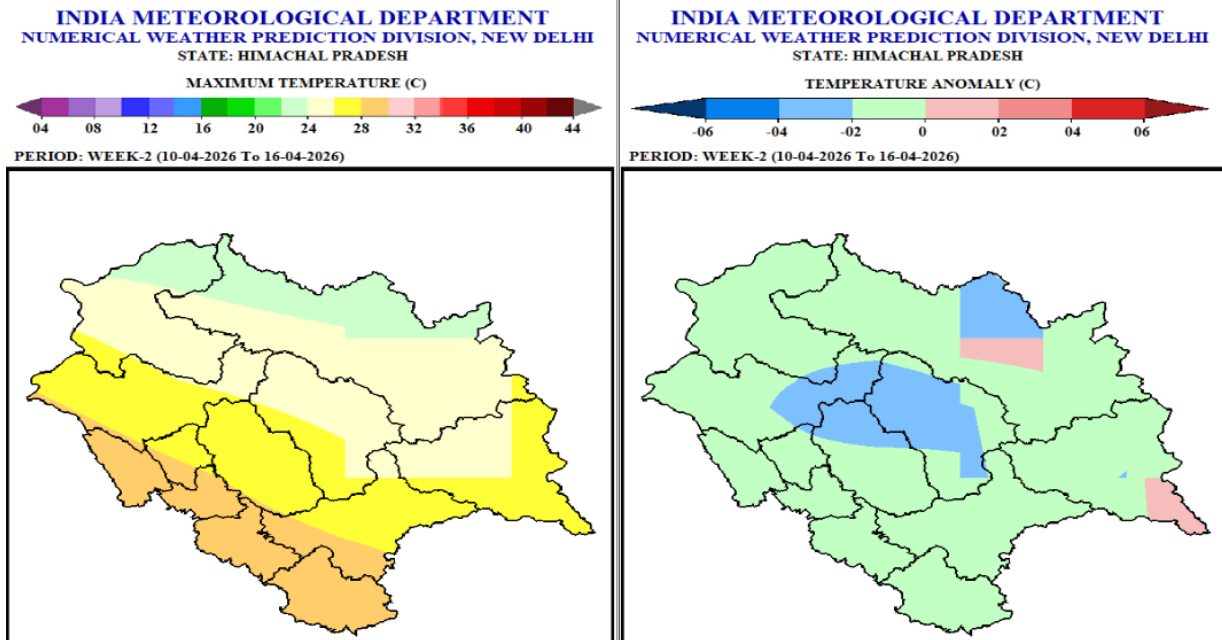 INDIA METEOROLOGICAL DEPARTMENT
NUMERICAL WEATHER PREDICTION DIVISION, NEW DELHI
STATE: HIMACHAL PRADESH
MAXIMUM TEMPERATURE (C)
04 08 12 16 20 24 28 32 36 40 44
PERIOD: WEEK-2 (10-04-2026 To 16-04-2026)
INDIA METEOROLOGICAL DEPARTMENT
NUMERICAL WEATHER PREDICTION DIVISION, NEW DELHI
STATE: HIMACHAL PRADESH
TEMPERATURE ANOMALY (C)
-06 -04 -02 0 02 04 06
PERIOD: WEEK-2 (10-04-2026 To 16-04-2026)